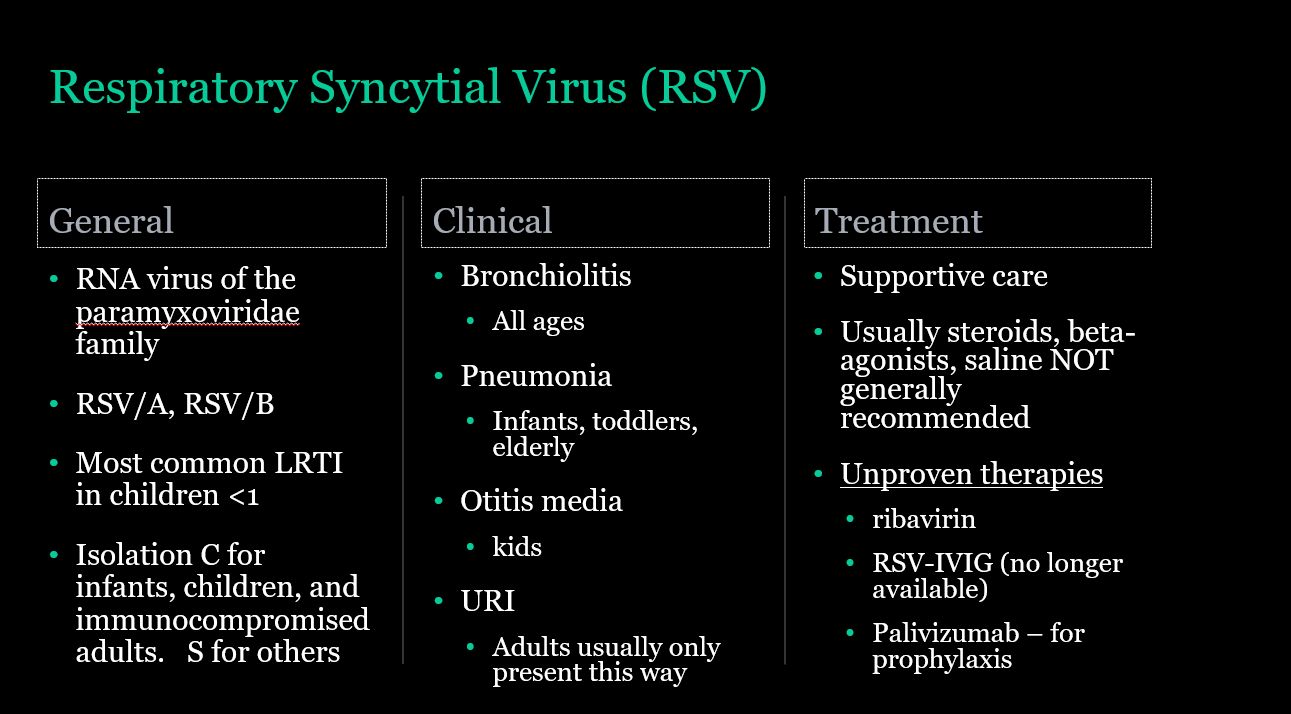 Respiratory Syncytial Virus (RSV)
General
• RNA virus of the
paramyxoviridae
family
• RSV/A, RSV/B
• Most common LRTI
in children <1
• Isolation C for
infants, children, and
immunocompromised
adults.   S for others
Clinical
• Bronchiolitis
• All ages
• Pneumonia
• Infants, toddlers,
elderly
• Otitis media
• kids
• URI
• Adults usually only
present this way
Treatment
• Supportive care
• Usually steroids, beta-
agonists, saline NOT
generally
recommended
• Unproven therapies
• ribavirin
• RSV-IVIG (no longer
available)
• Palivizumab – for
prophylaxis